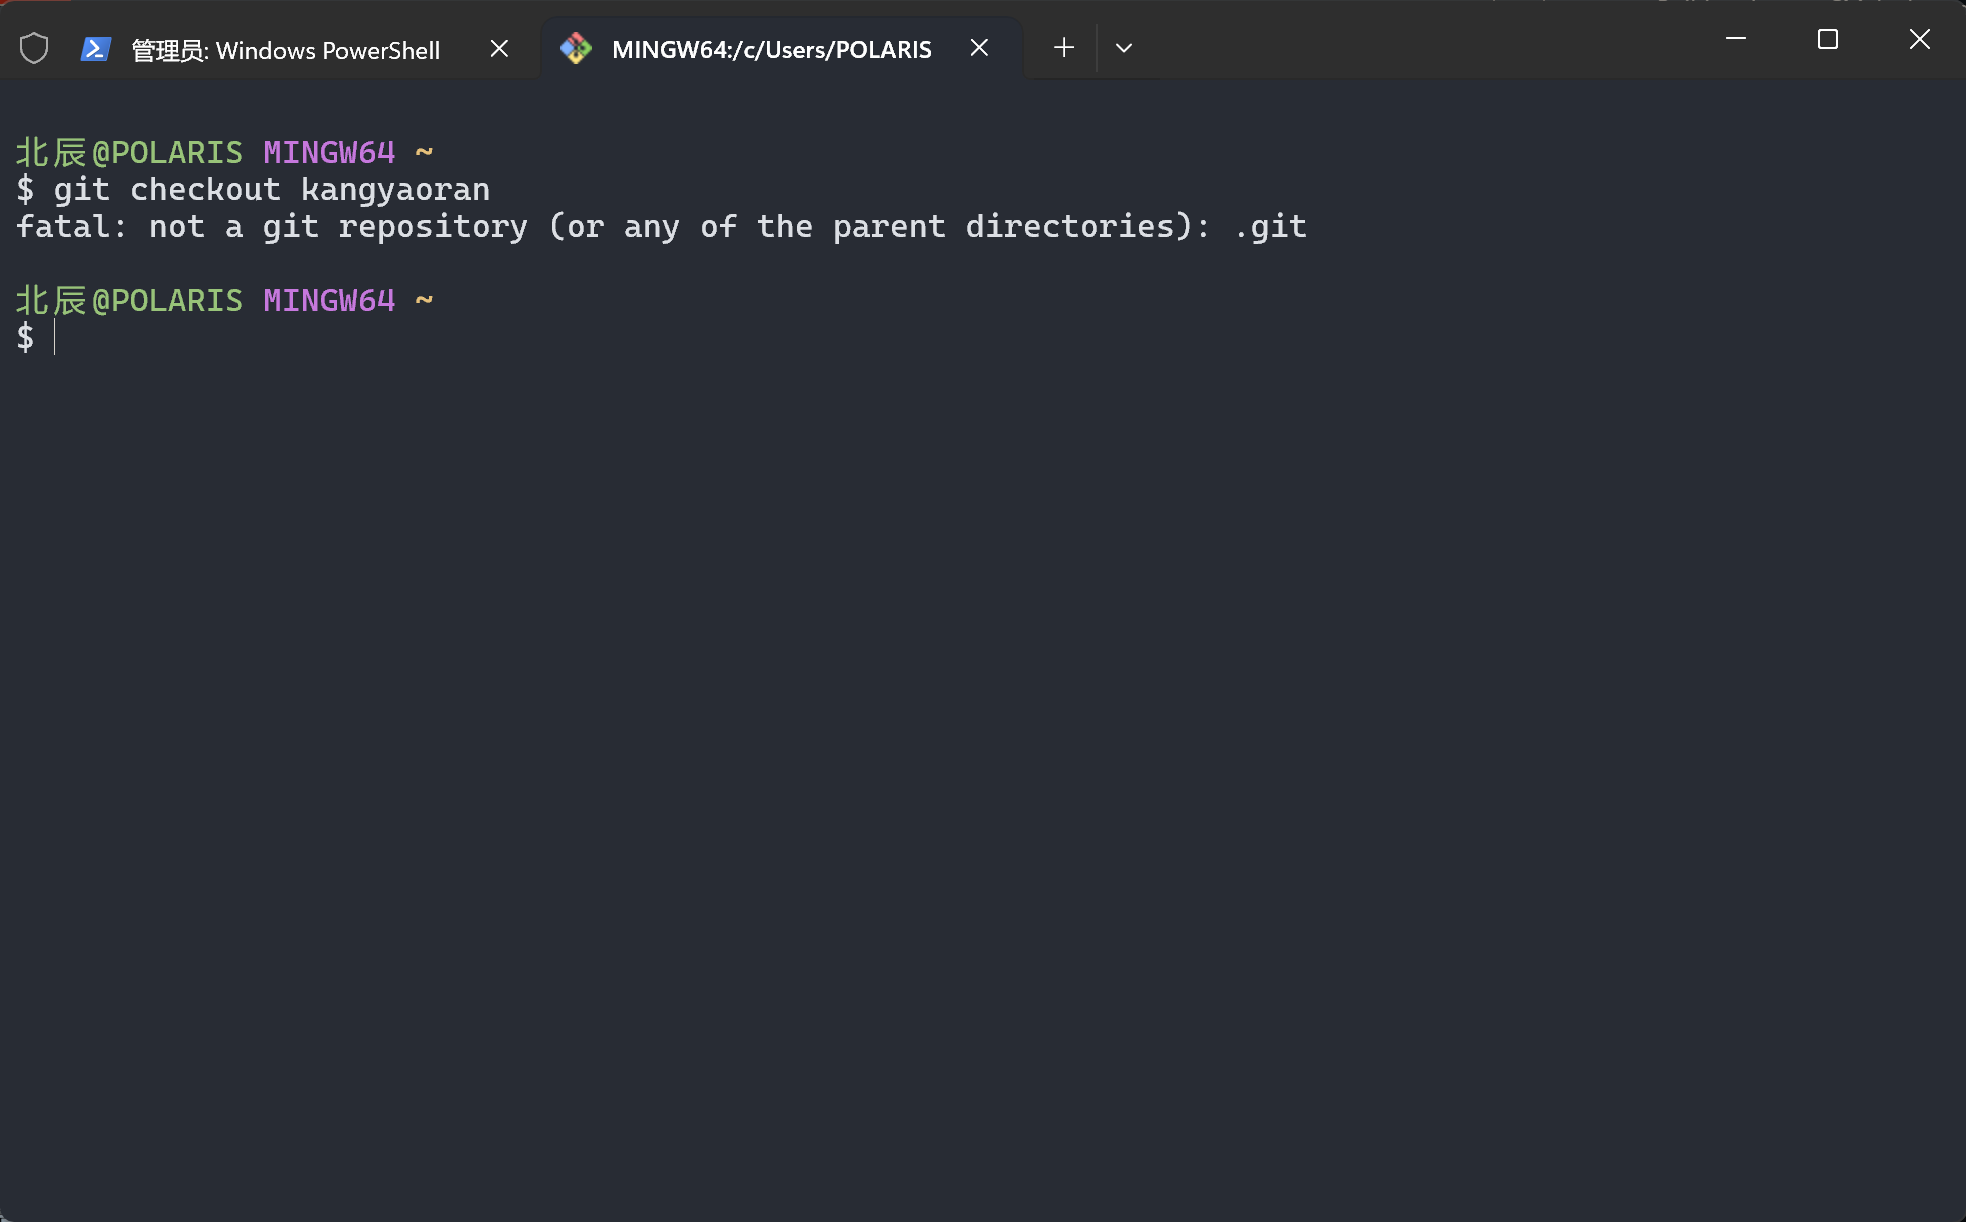 管理员: Windows PowerShell
MINGW64:/c/Users/POLARIS
北辰@POLARIS MINGW64 ~
$ git checkout kangyaoran
fatal: not a git repository (or any of the parent directories): .git
北辰@POLARIS MINGW64 ~
$